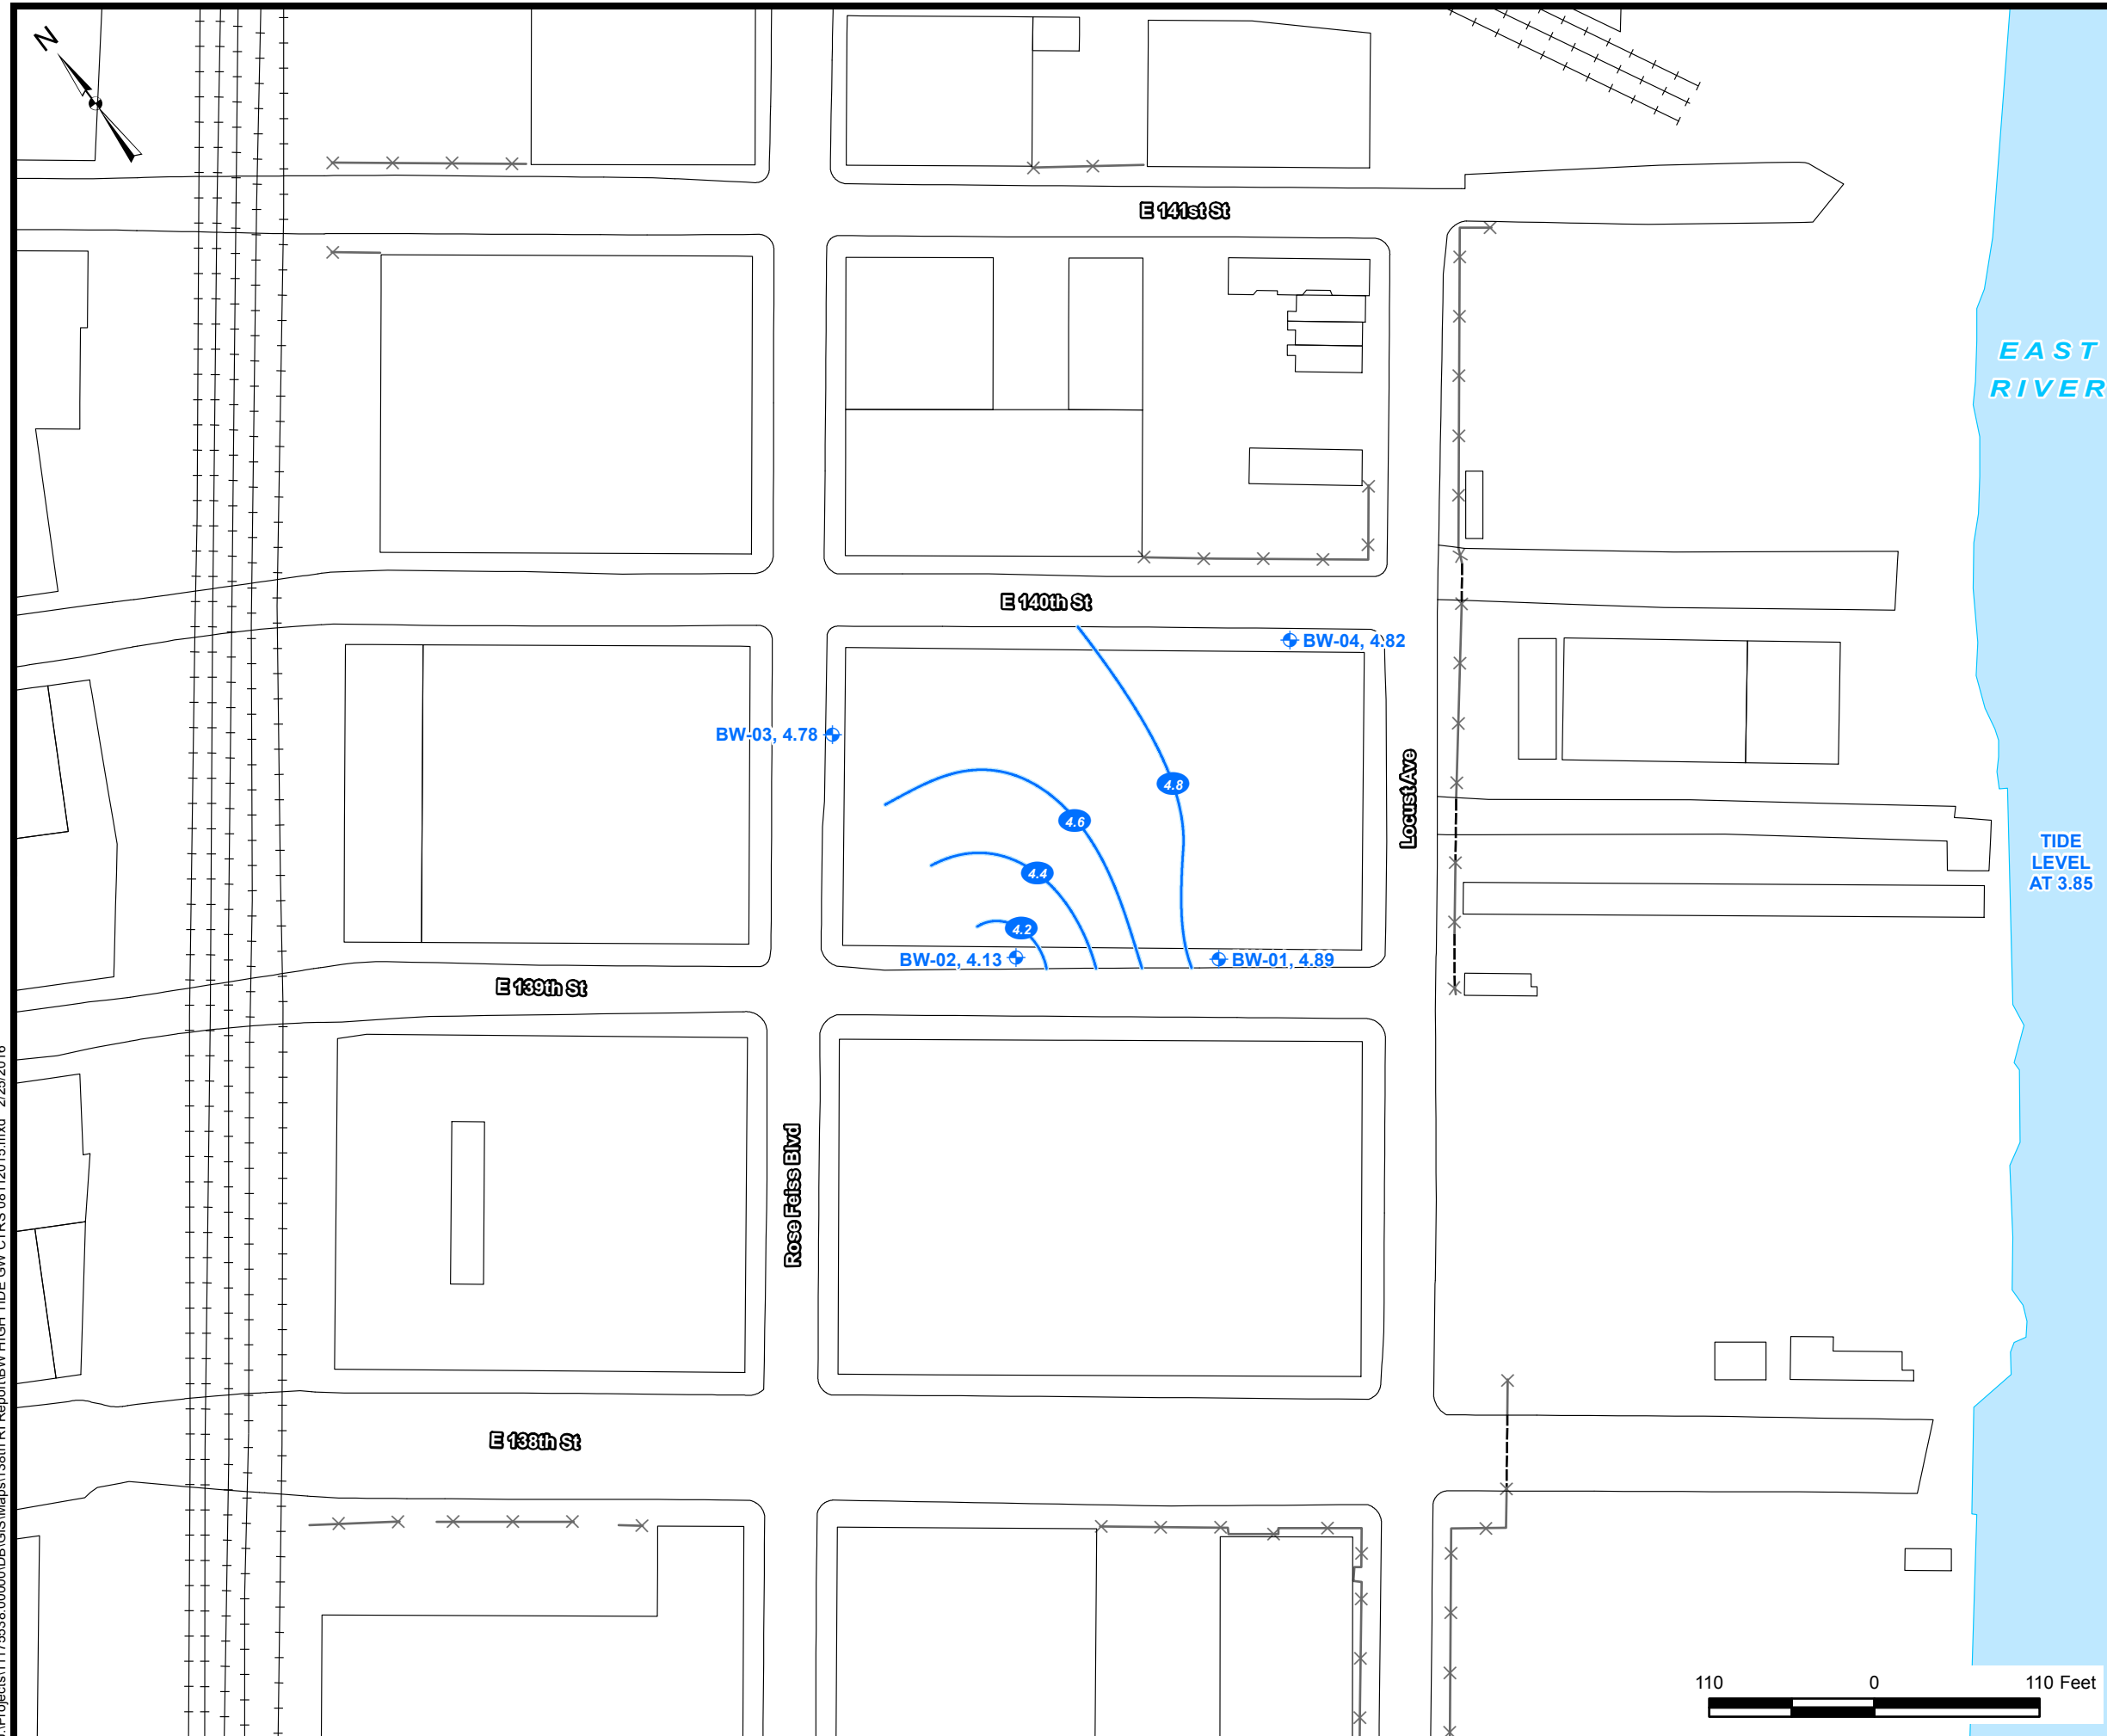 N
E 141st St
EAST
RIVER
E 140th St
BW-04, 4.82
BW-03, 4.78
Locust Ave
4.8
4.6
TIDE
LEVEL
AT 3.85
4.4
4.2
BW-02, 4.13
BW-01, 4.89
E 139th St
Rose Feiss Blvd
E 138th St
110 0 110 Feet